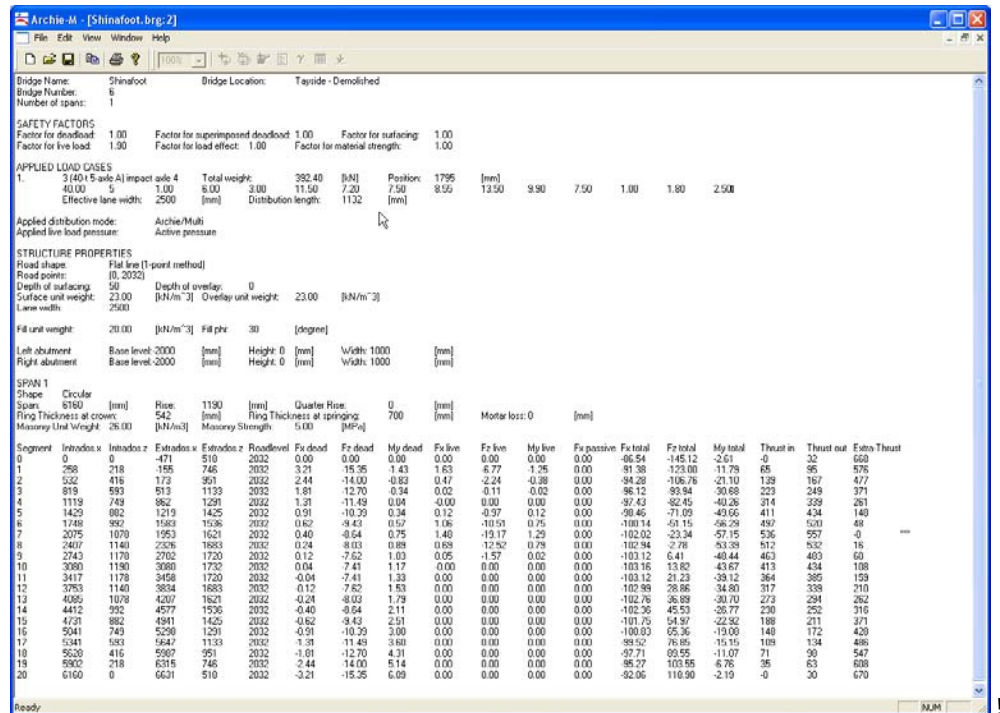 Archie-M - [Shinafoot.brg:2]
File Edit View Window Help
100%
Bridge Name: Shinafoot Bridge Location: Tayside - Demolished
Bridge Number: 6
Number of spans: 1
SAFETY FACTORS
Factor for deadload: 1.00 Factor for superimposed deadload: 1.00 Factor for surfacing: 1.00
Factor for live load: 1.90 Factor for load effect: 1.00 Factor for material strength: 1.00
APPLIED LOAD CASES
1. 3 (40-t 5-axle A) impact axle 4 Total weight: 392.40 [kN] Position: 1795 [mm]
40.00 5 1.00 6.00 3.00 11.50 7.20 7.50 8.55 13.50 9.90 7.50 1.00 1.80 2.50
Effective lane width: 2500 [mm] Distribution length: 1132 [mm]
Applied distribution mode: Archie/Multi
Applied live load pressure: Active pressure
STRUCTURE PROPERTIES
Road shape: Flat line (1-point method)
Road points: (0, 2032)
Depth of surfacing: 50 Depth of overlay: 0
Surface unit weight: 23.00 [kN/m^3] Overlay unit weight: 23.00 [kN/m^3]
Lane width: 2500
Fill unit weight: 20.00 [kN/m^3] Fill phi: 30 [degree]
Left abutment Base level:-2000 [mm] Height: 0 [mm] Width: 1000 [mm]
Right abutment Base level:-2000 [mm] Height: 0 [mm] Width: 1000 [mm]
SPAN 1
Shape Circular
Span: 6160 [mm] Rise: 1190 [mm] Quarter Rise: 0 [mm]
Ring Thickness at crown: 542 [mm] Ring Thickness at springing: 700 [mm] Mortar loss: 0 [mm]
Masonry Unit Weight: 26.00 [kN/m3] Masonry Strength: 5.00 [MPa]
Segment Intrados.x Intrados.z Extrados.x Extrados.z Roadlevel Fx dead Fz dead My dead Fx live Fz live My live Fx passive Fx total Fz total My total Thrust in Thrust out Extra Thrust
0 0 0 -471 510 2032 0.00 0.00 0.00 0.00 0.00 0.00 0.00 -86.54 -145.12 -2.61 -0 32 660
1 258 218 -155 746 2032 3.21 -15.35 -1.43 1.63 -6.77 -1.25 0.00 -91.38 -123.00 -11.79 65 95 576
2 532 416 173 951 2032 2.44 -14.00 -0.83 0.47 -2.24 -0.38 0.00 -94.28 -106.76 -21.10 139 167 477
3 819 593 513 1133 2032 1.81 -12.70 -0.34 0.02 -0.11 -0.02 0.00 -96.12 -93.94 -30.68 223 249 371
4 1119 749 862 1291 2032 1.31 -11.49 0.04 -0.00 0.00 0.00 0.00 -97.43 -82.45 -40.26 314 339 261
5 1429 882 1219 1425 2032 0.91 -10.39 0.34 0.12 -0.97 0.12 0.00 -98.46 -71.09 -49.66 411 434 148
6 1748 992 1583 1536 2032 0.62 -9.43 0.57 1.06 -10.51 0.75 0.00 -100.14 -51.15 -56.29 497 520 48
7 2075 1078 1953 1621 2032 0.40 -8.64 0.75 1.48 -19.17 1.29 0.00 -102.02 -23.34 -57.15 536 557 -0
8 2407 1140 2326 1683 2032 0.24 -8.03 0.89 0.69 -12.52 0.79 0.00 -102.94 -2.78 -53.39 512 532 16
9 2743 1178 2702 1720 2032 0.12 -7.62 1.03 0.05 -1.57 0.02 0.00 -103.12 6.41 -48.44 463 483 60
10 3080 1190 3080 1732 2032 0.04 -7.41 1.17 -0.00 0.00 0.00 0.00 -103.16 13.82 -43.67 413 434 108
11 3417 1178 3458 1720 2032 -0.04 -7.41 1.33 0.00 0.00 0.00 0.00 -103.12 21.23 -39.12 364 385 159
12 3753 1140 3834 1683 2032 -0.12 -7.62 1.53 0.00 0.00 0.00 0.00 -102.99 28.86 -34.80 317 339 210
13 4085 1078 4207 1621 2032 -0.24 -8.03 1.79 0.00 0.00 0.00 0.00 -102.76 36.89 -30.70 273 294 262
14 4412 992 4577 1536 2032 -0.40 -8.64 2.11 0.00 0.00 0.00 0.00 -102.36 45.53 -26.77 230 252 316
15 4731 882 4941 1425 2032 -0.62 -9.43 2.51 0.00 0.00 0.00 0.00 -101.75 54.97 -22.92 188 211 371
16 5041 749 5298 1291 2032 -0.91 -10.39 3.00 0.00 0.00 0.00 0.00 -100.83 65.36 -19.08 148 172 428
17 5341 593 5647 1133 2032 -1.31 -11.49 3.60 0.00 0.00 0.00 0.00 -99.52 76.85 -15.15 109 134 486
18 5628 416 5987 951 2032 -1.81 -12.70 4.31 0.00 0.00 0.00 0.00 -97.71 89.55 -11.07 71 98 547
19 5902 218 6315 746 2032 -2.44 -14.00 5.14 0.00 0.00 0.00 0.00 -95.27 103.55 -6.76 35 63 608
20 6160 0 6631 510 2032 -3.21 -15.35 6.09 0.00 0.00 0.00 0.00 -92.06 118.90 -2.19 -0 30 670
Ready NUM